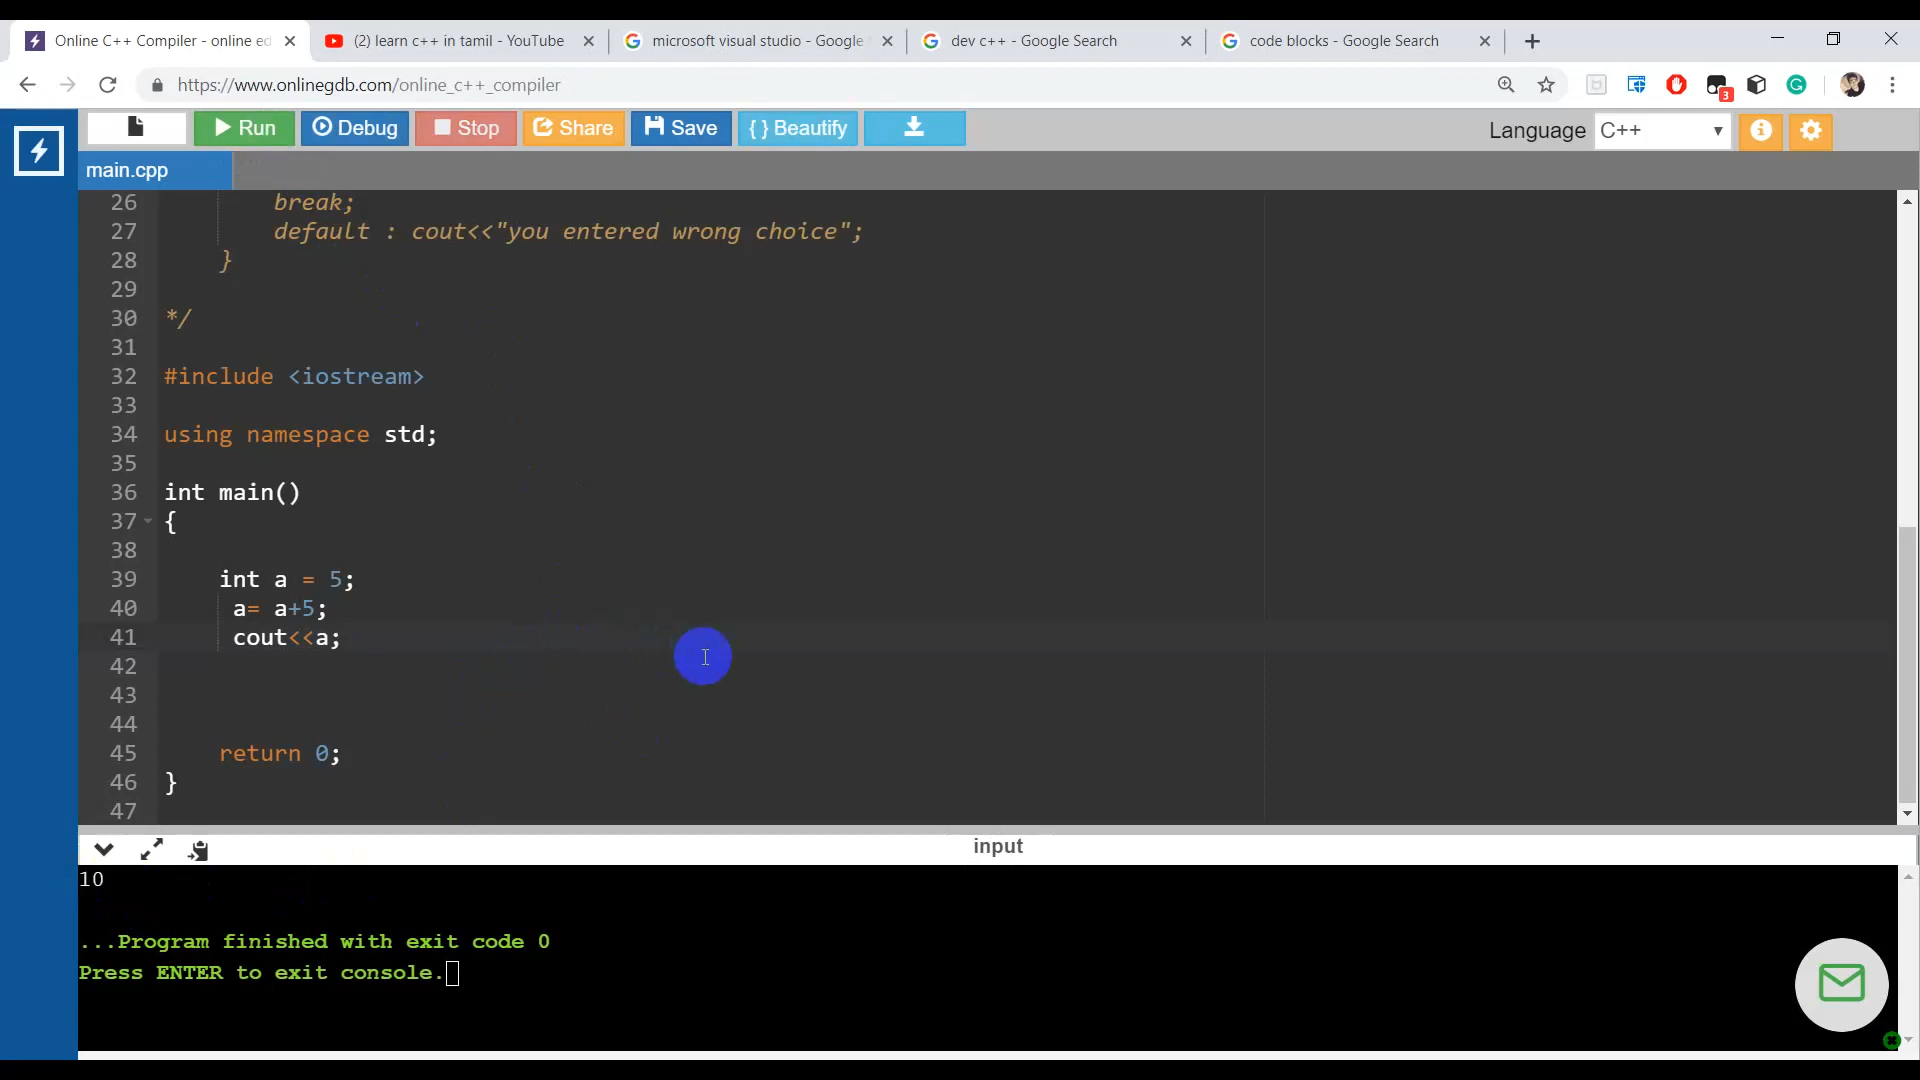 Online C++ Compiler - online ed
(2) learn c++ in tamil - YouTube
microsoft visual studio - Google
dev c++ - Google Search
code blocks - Google Search
https://www.onlinegdb.com/online_c++_compiler
3
Run
Debug
Stop
Share
Save
{ } Beautify
Language
C++
main.cpp
26 break;
27 default : cout<<"you entered wrong choice";
28 }
29
30 */
31
32 #include <iostream>
33
34 using namespace std;
35
36 int main()
37 {
38
39 int a = 5;
40 a= a+5;
41 cout<<a;
42
43
44
45 return 0;
46 }
47
input
10
...Program finished with exit code 0
Press ENTER to exit console.